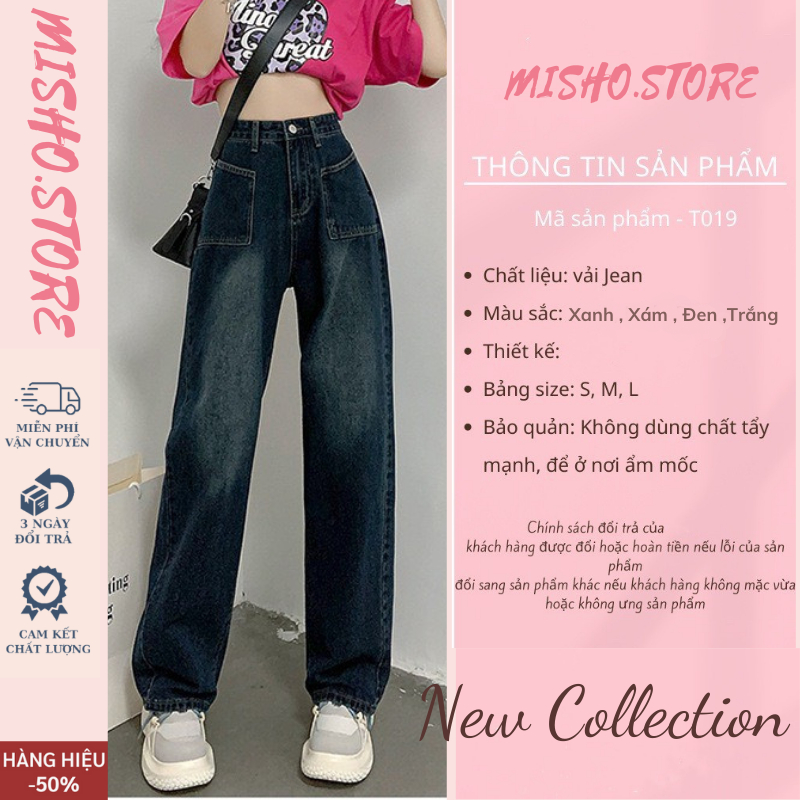 MISHO.STORE
MIỄN PHÍ
VẬN CHUYỂN
3 NGÀY
ĐỔI TRẢ
CAM KẾT
CHẤT LƯỢNG
HÀNG HIỆU
-50%
MISHO.STORE
THÔNG TIN SẢN PHẨM
Mã sản phẩm - T019
• Chất liệu: vải Jean
• Màu sắc: Xanh , Xám , Đen ,Trắng
• Thiết kế:
• Bảng size: S, M, L
• Bảo quản: Không dùng chất tẩy
mạnh, để ở nơi ẩm mốc
Chính sách đổi trả của
khách hàng được đổi hoặc hoàn tiền nếu lỗi của sản
phẩm
đổi sang sản phẩm khác nếu khách hàng không mặc vừa
hoặc không ưng sản phẩm
New Collection